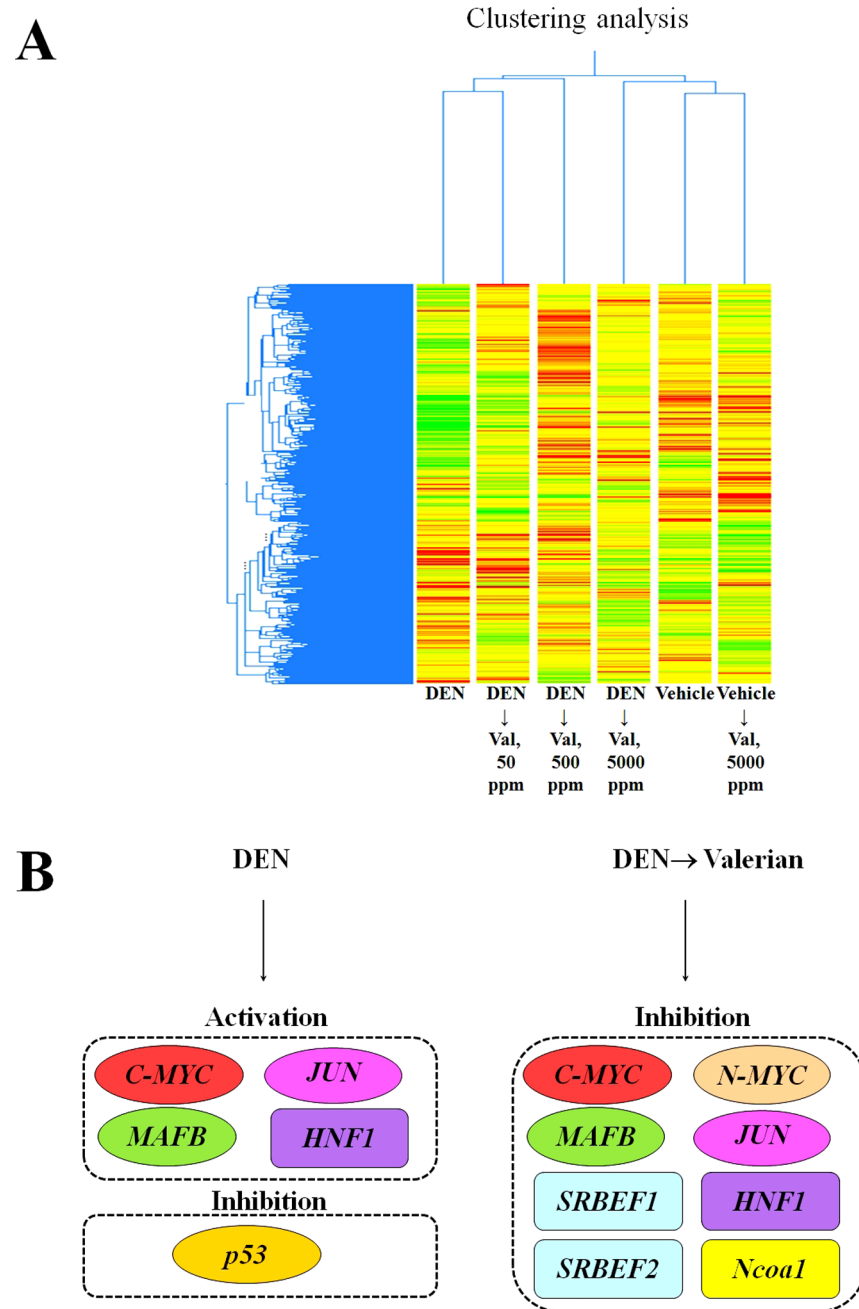 A
Clustering analysis
DEN DEN DEN DEN Vehicle Vehicle
↓ ↓ ↓ ↓
Val, Val, Val, Val,
50 500 5000 5000
ppm ppm ppm ppm
B
DEN DEN→ Valerian
Activation
C-MYC JUN
MAFB HNF1
Inhibition
p53
Inhibition
C-MYC N-MYC
MAFB JUN
SRBEF1 HNF1
SRBEF2 Ncoa1